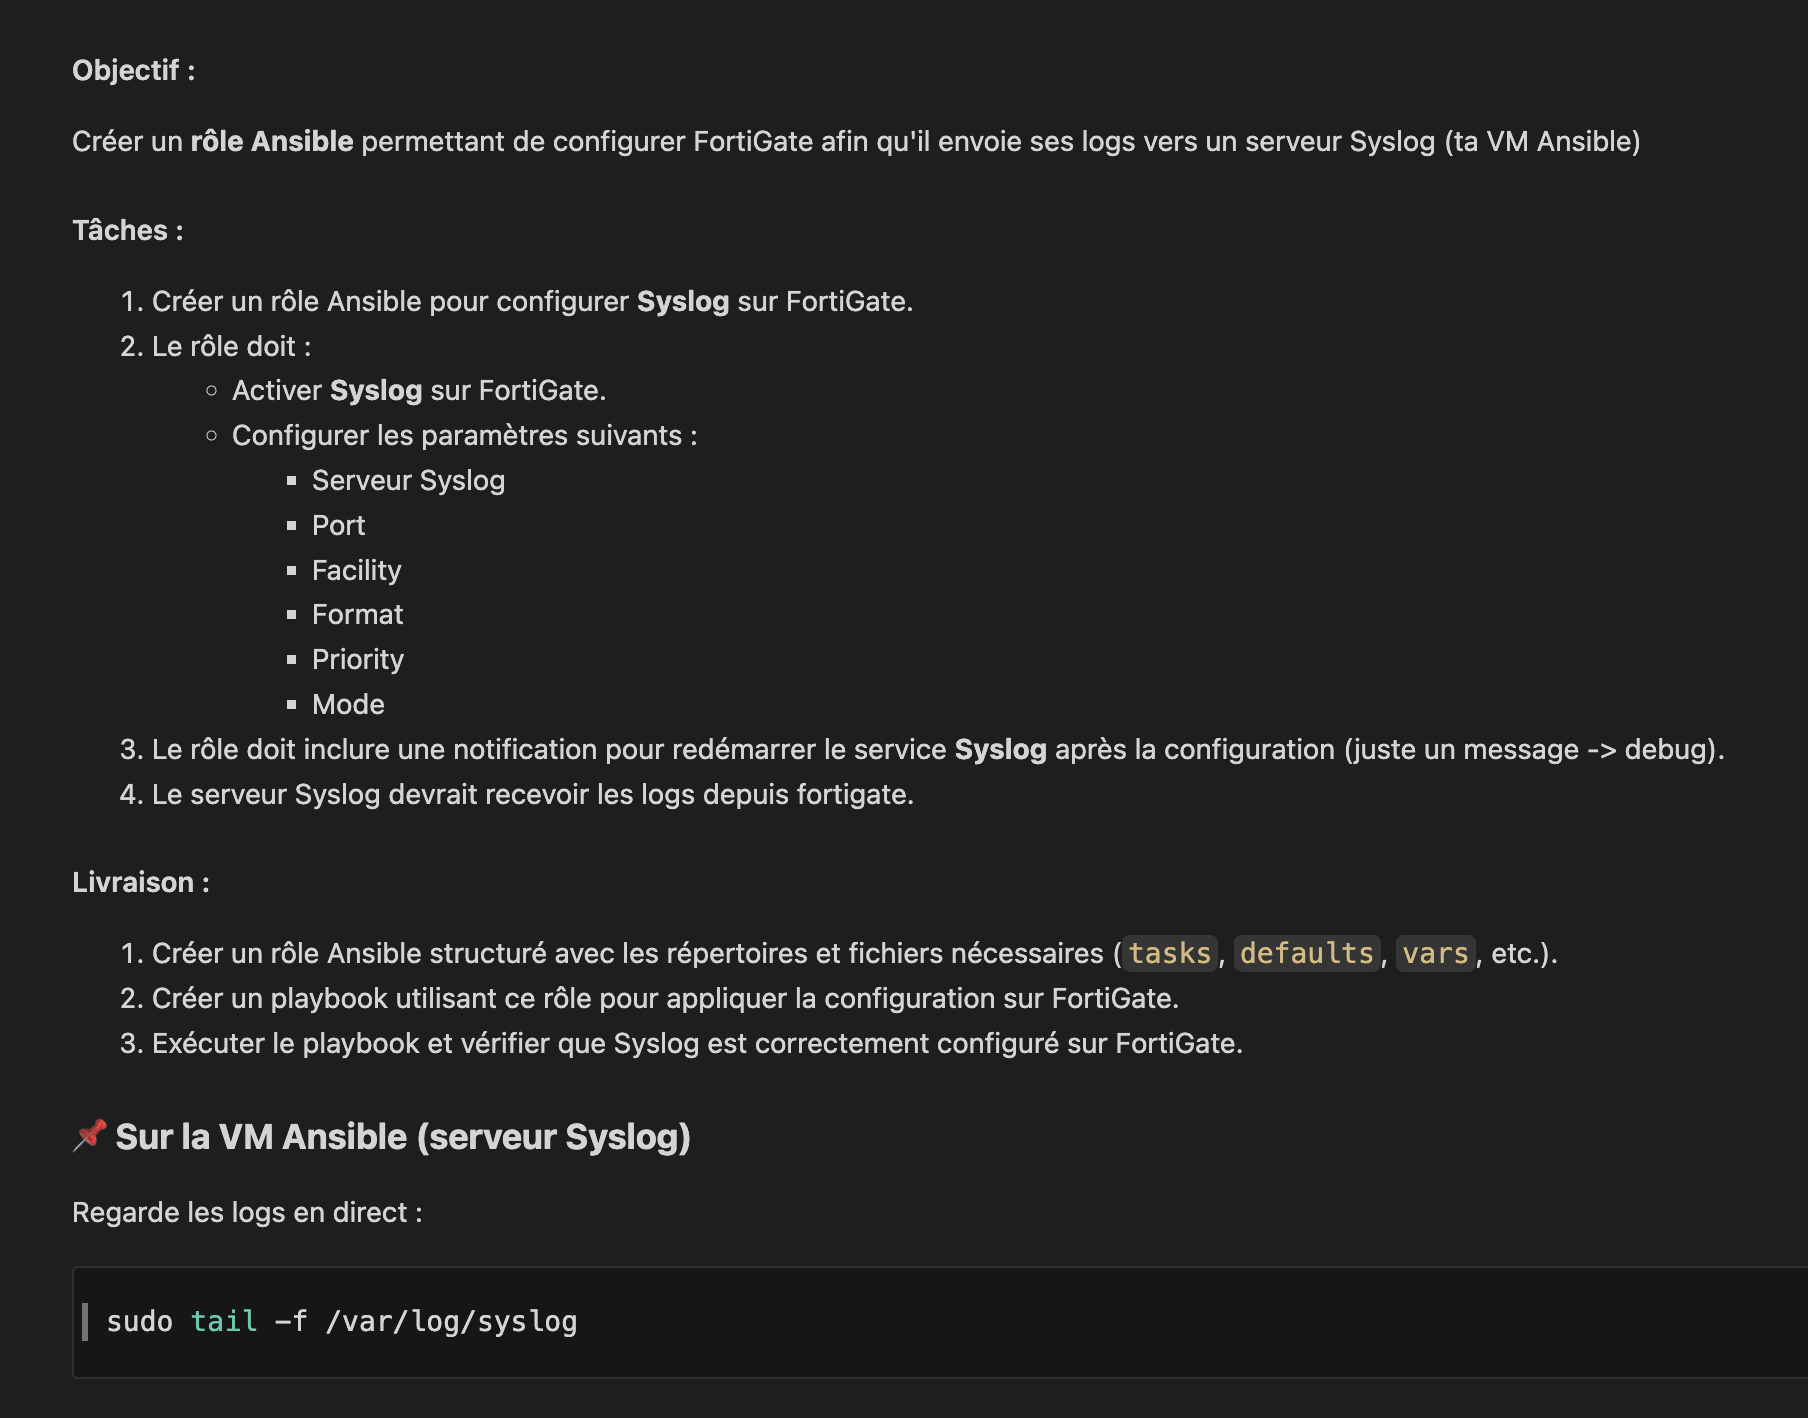 Objectif :
Créer un rôle Ansible permettant de configurer FortiGate afin qu'il envoie ses logs vers un serveur Syslog (ta VM Ansible)
Tâches :
1. Créer un rôle Ansible pour configurer Syslog sur FortiGate.
2. Le rôle doit :
○ Activer Syslog sur FortiGate.
○ Configurer les paramètres suivants :
▪ Serveur Syslog
▪ Port
▪ Facility
▪ Format
▪ Priority
▪ Mode
3. Le rôle doit inclure une notification pour redémarrer le service Syslog après la configuration (juste un message -> debug).
4. Le serveur Syslog devrait recevoir les logs depuis fortigate.
Livraison :
1. Créer un rôle Ansible structuré avec les répertoires et fichiers nécessaires (tasks, defaults, vars, etc.).
2. Créer un playbook utilisant ce rôle pour appliquer la configuration sur FortiGate.
3. Exécuter le playbook et vérifier que Syslog est correctement configuré sur FortiGate.
📌 Sur la VM Ansible (serveur Syslog)
Regarde les logs en direct :
sudo tail -f /var/log/syslog